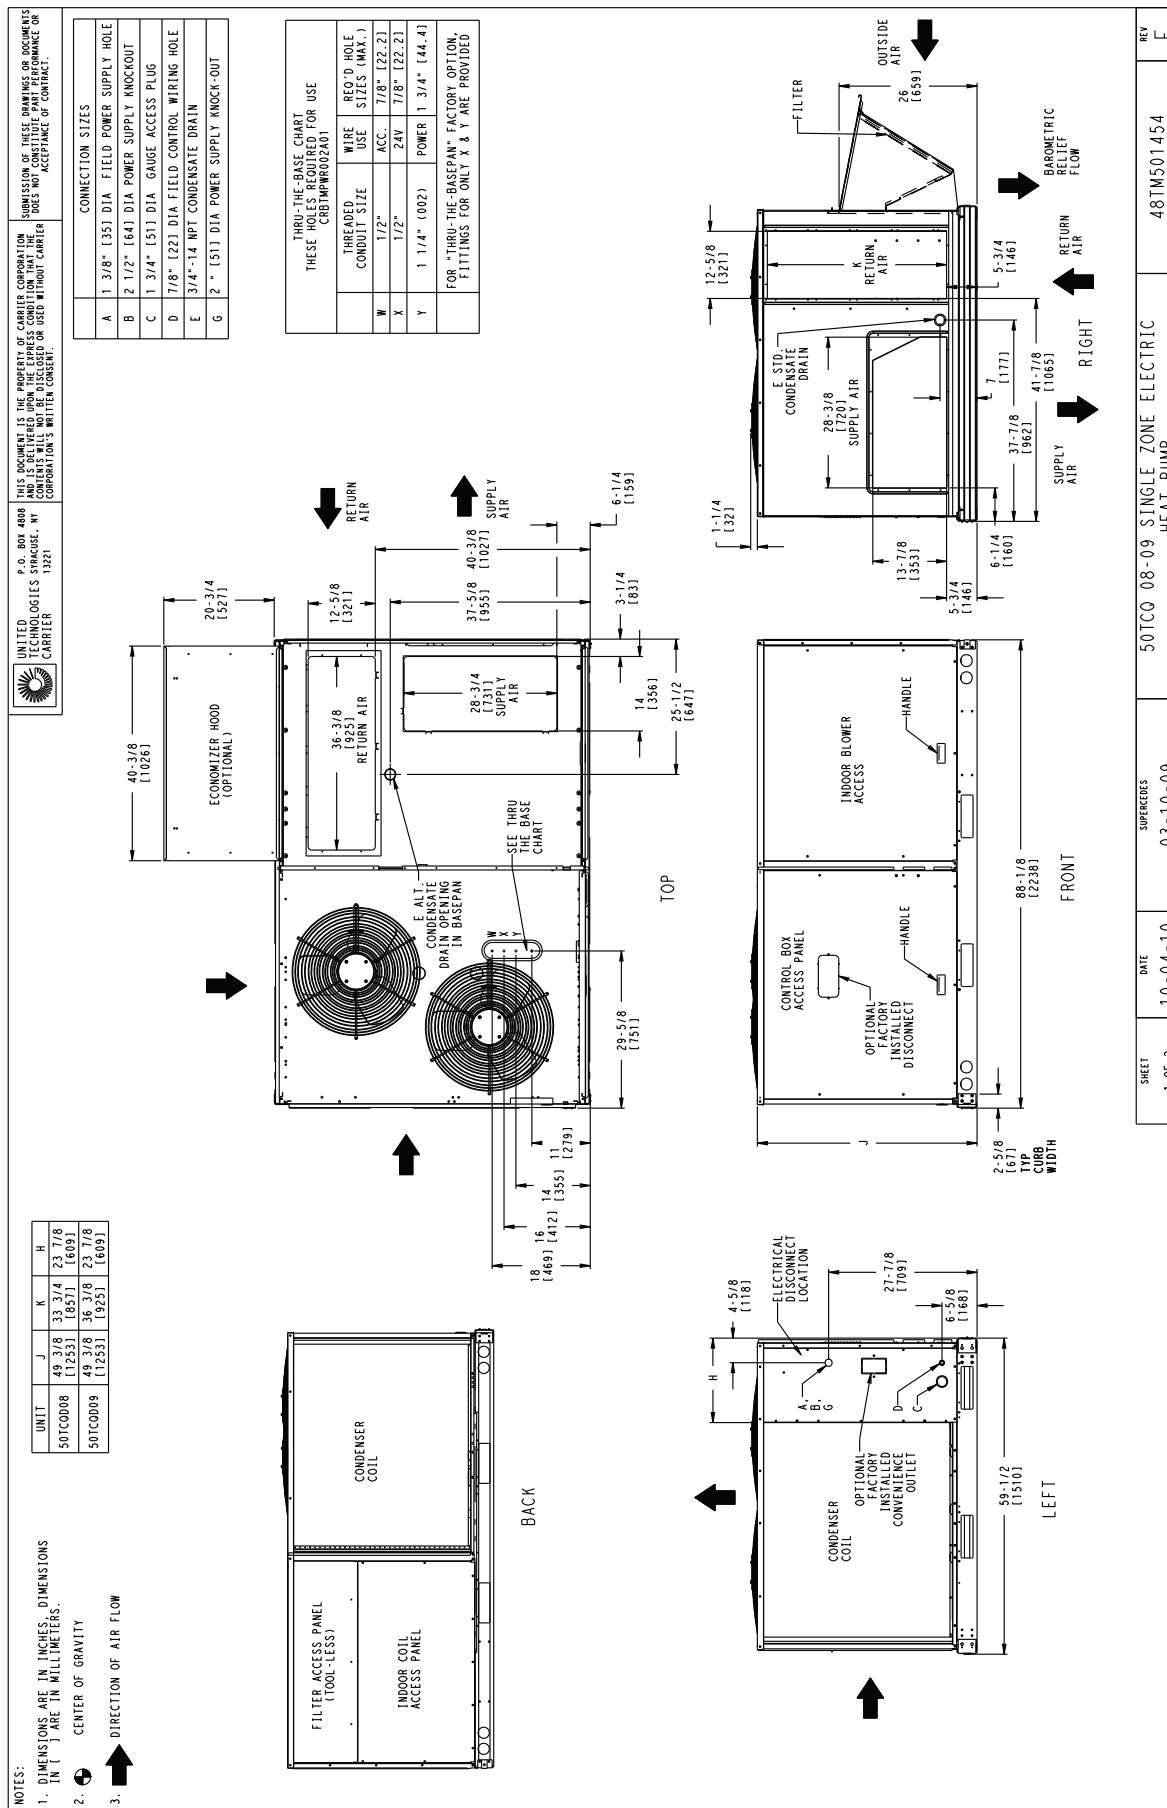 NOTES:
1. DIMENSIONS ARE IN INCHES, DIMENSIONS
IN [ ] ARE IN MILLIMETERS.
2. CENTER OF GRAVITY
3. DIRECTION OF AIR FLOW
UNIT J K H
50TCQD08 49 3/8 [1253] 33 3/4 [857] 23 7/8 [609]
50TCQD09 49 3/8 [1253] 36 3/8 [925] 23 7/8 [609]
UNITED
TECHNOLOGIES
CARRIER
P.O. BOX 4808
SYRACUSE, NY
13221
THIS DOCUMENT IS THE PROPERTY OF CARRIER CORPORATION
AND IS DELIVERED UPON THE EXPRESS CONDITION THAT THE
CONTENTS WILL NOT BE DISCLOSED OR USED WITHOUT CARRIER
CORPORATION'S WRITTEN CONSENT.
SUBMISSION OF THESE DRAWINGS OR DOCUMENTS
DOES NOT CONSTITUTE PART PERFORMANCE OR
ACCEPTANCE OF CONTRACT.
CONNECTION SIZES
A 1 3/8" [35] DIA FIELD POWER SUPPLY HOLE
B 2 1/2" [64] DIA POWER SUPPLY KNOCKOUT
C 1 3/4" [51] DIA GAUGE ACCESS PLUG
D 7/8" [22] DIA FIELD CONTROL WIRING HOLE
E 3/4"-14 NPT CONDENSATE DRAIN
G 2 " [51] DIA POWER SUPPLY KNOCK-OUT
THRU-THE-BASE CHART
THESE HOLES REQUIRED FOR USE
CRBTMPWR002A01
THREADED CONDUIT SIZE WIRE USE REQ'D HOLE SIZES (MAX.)
W 1/2" ACC. 7/8" [22.2]
X 1/2" 24V 7/8" [22.2]
Y 1 1/4" (002) POWER 1 3/4" [44.4]
FOR "THRU-THE-BASEPAN" FACTORY OPTION,
FITTINGS FOR ONLY X & Y ARE PROVIDED
FILTER ACCESS PANEL
(TOOL-LESS)
INDOOR COIL
ACCESS PANEL
CONDENSER
COIL
BACK
40-3/8
[1026]
20-3/4
[527]
ECONOMIZER HOOD
(OPTIONAL)
12-5/8
[321]
36-3/8
[925]
RETURN AIR
28-3/4
[731]
SUPPLY
AIR
RETURN
AIR
SUPPLY
AIR
40-3/8
[1027]
37-5/8
[955]
6-1/4
[159]
3-1/4
[83]
14
[356]
25-1/2
[647]
E ALT.
CONDENSATE
DRAIN OPENING
IN BASEPAN
SEE THRU
THE BASE
CHART
W
X
Y
29-5/8
[751]
11
[279]
14
[355]
16
[412]
18
[469]
TOP
CONDENSER
COIL
H
4-5/8
[118]
ELECTRICAL
DISCONNECT
LOCATION
A,
B,
G
OPTIONAL
FACTORY
INSTALLED
CONVENIENCE
OUTLET
D
C
27-7/8
[709]
6-5/8
[168]
59-1/2
[1510]
LEFT
J
CONTROL BOX
ACCESS PANEL
OPTIONAL
FACTORY
INSTALLED
DISCONNECT
HANDLE
INDOOR BLOWER
ACCESS
HANDLE
2-5/8
[67]
TYP
CURB
WIDTH
88-1/8
[2238]
FRONT
1-1/4
[32]
13-7/8
[353]
5-3/4
[146]
6-1/4
[160]
28-3/8
[720]
SUPPLY AIR
E STD.
CONDENSATE
DRAIN
12-5/8
[321]
K
RETURN
AIR
FILTER
OUTSIDE
AIR
26
[659]
BAROMETRIC
RELIEF
FLOW
RETURN
AIR
5-3/4
[146]
7
[177]
37-7/8
[962]
41-7/8
[1065]
SUPPLY
AIR
RIGHT
SHEET
DATE
SUPERCEDES
50TCQ 08-09 SINGLE ZONE ELECTRIC
HEAT PUMP
48TM501454
REV